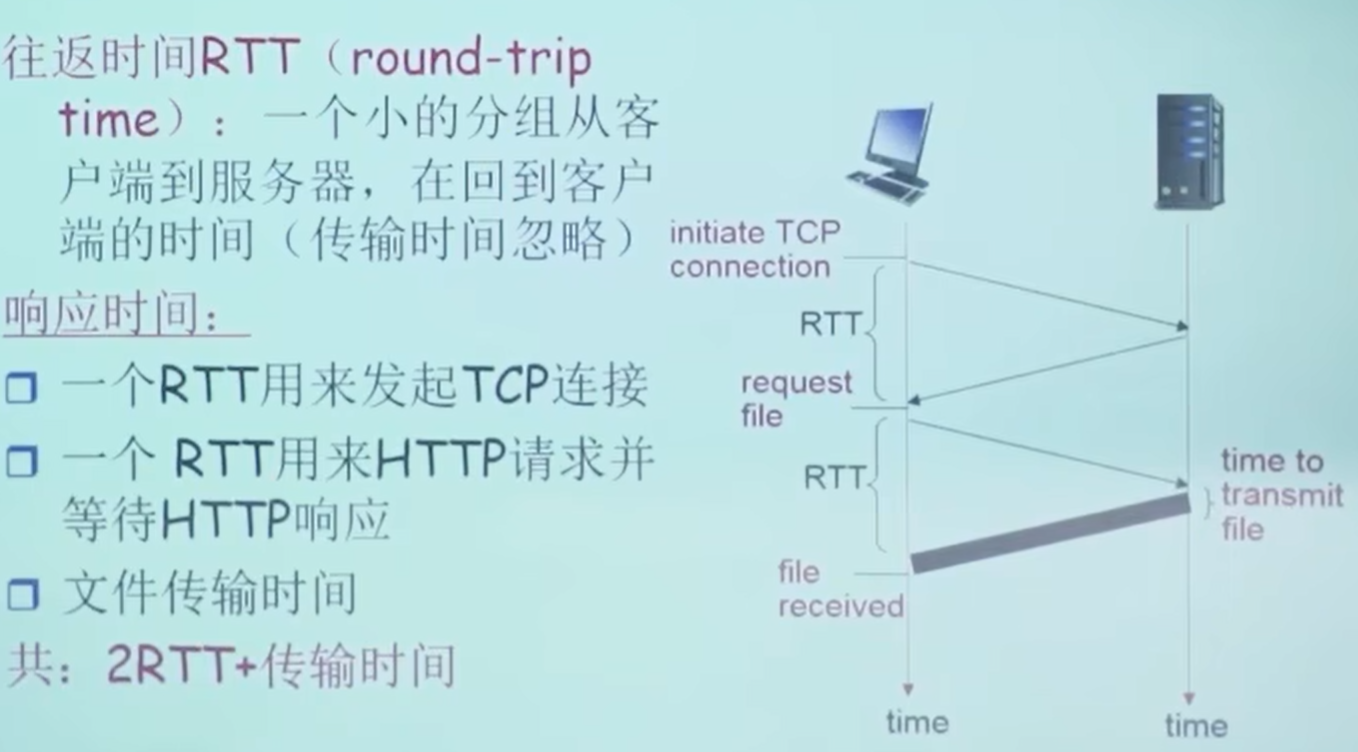 往返时间RTT（round-trip
time）：一个小的分组从客
户端到服务器，在回到客户
端的时间（传输时间忽略）
响应时间：
一个RTT用来发起TCP连接
一个 RTT用来HTTP请求并
等待HTTP响应
文件传输时间
共：2RTT+传输时间
initiate TCP
connection
RTT
request
file
RTT
time to
transmit
file
file
received
time
time